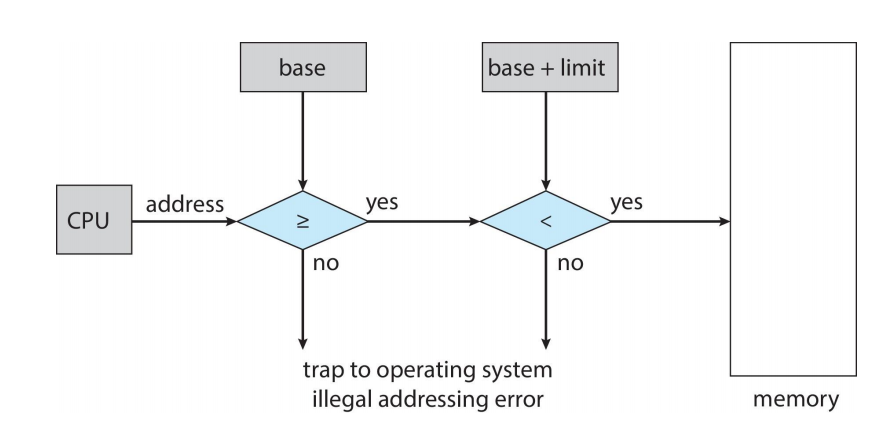 base
base + limit
CPU
address
≥
yes
<
yes
no
no
trap to operating system
illegal addressing error
memory